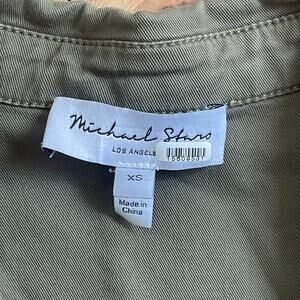 Michael Stars
LOS ANGELES
XS
Made in
China